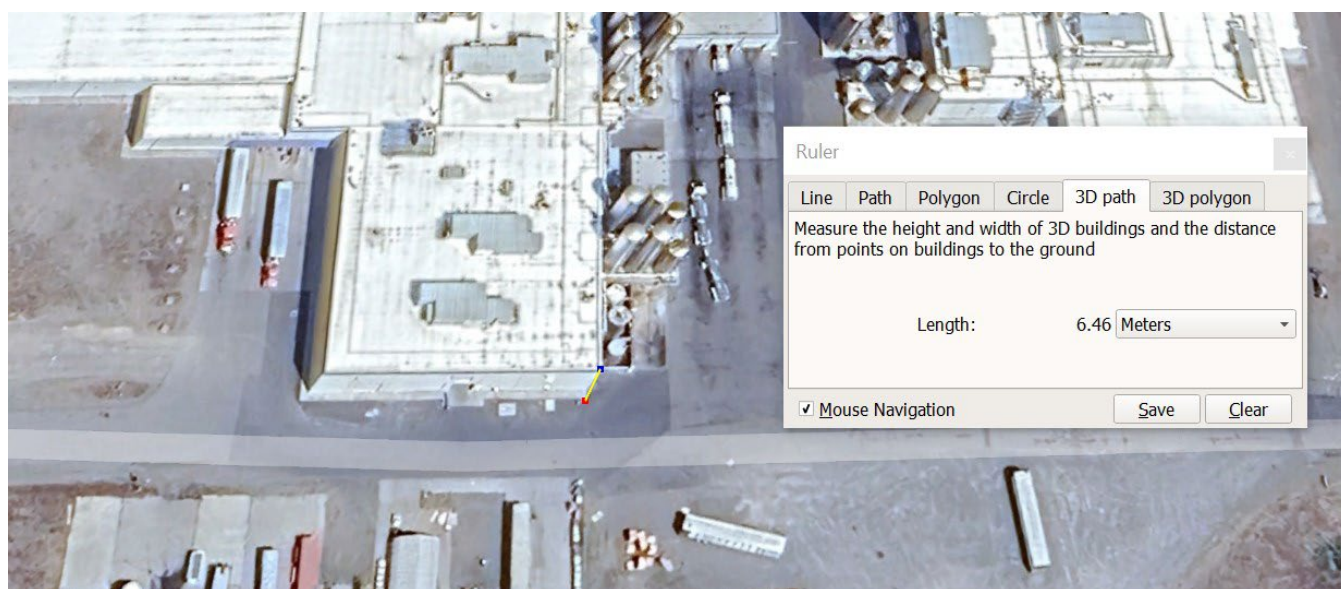 Ruler
Line Path Polygon Circle 3D path 3D polygon
Measure the height and width of 3D buildings and the distance
from points on buildings to the ground
Length: 6.46 Meters
Mouse Navigation Save Clear